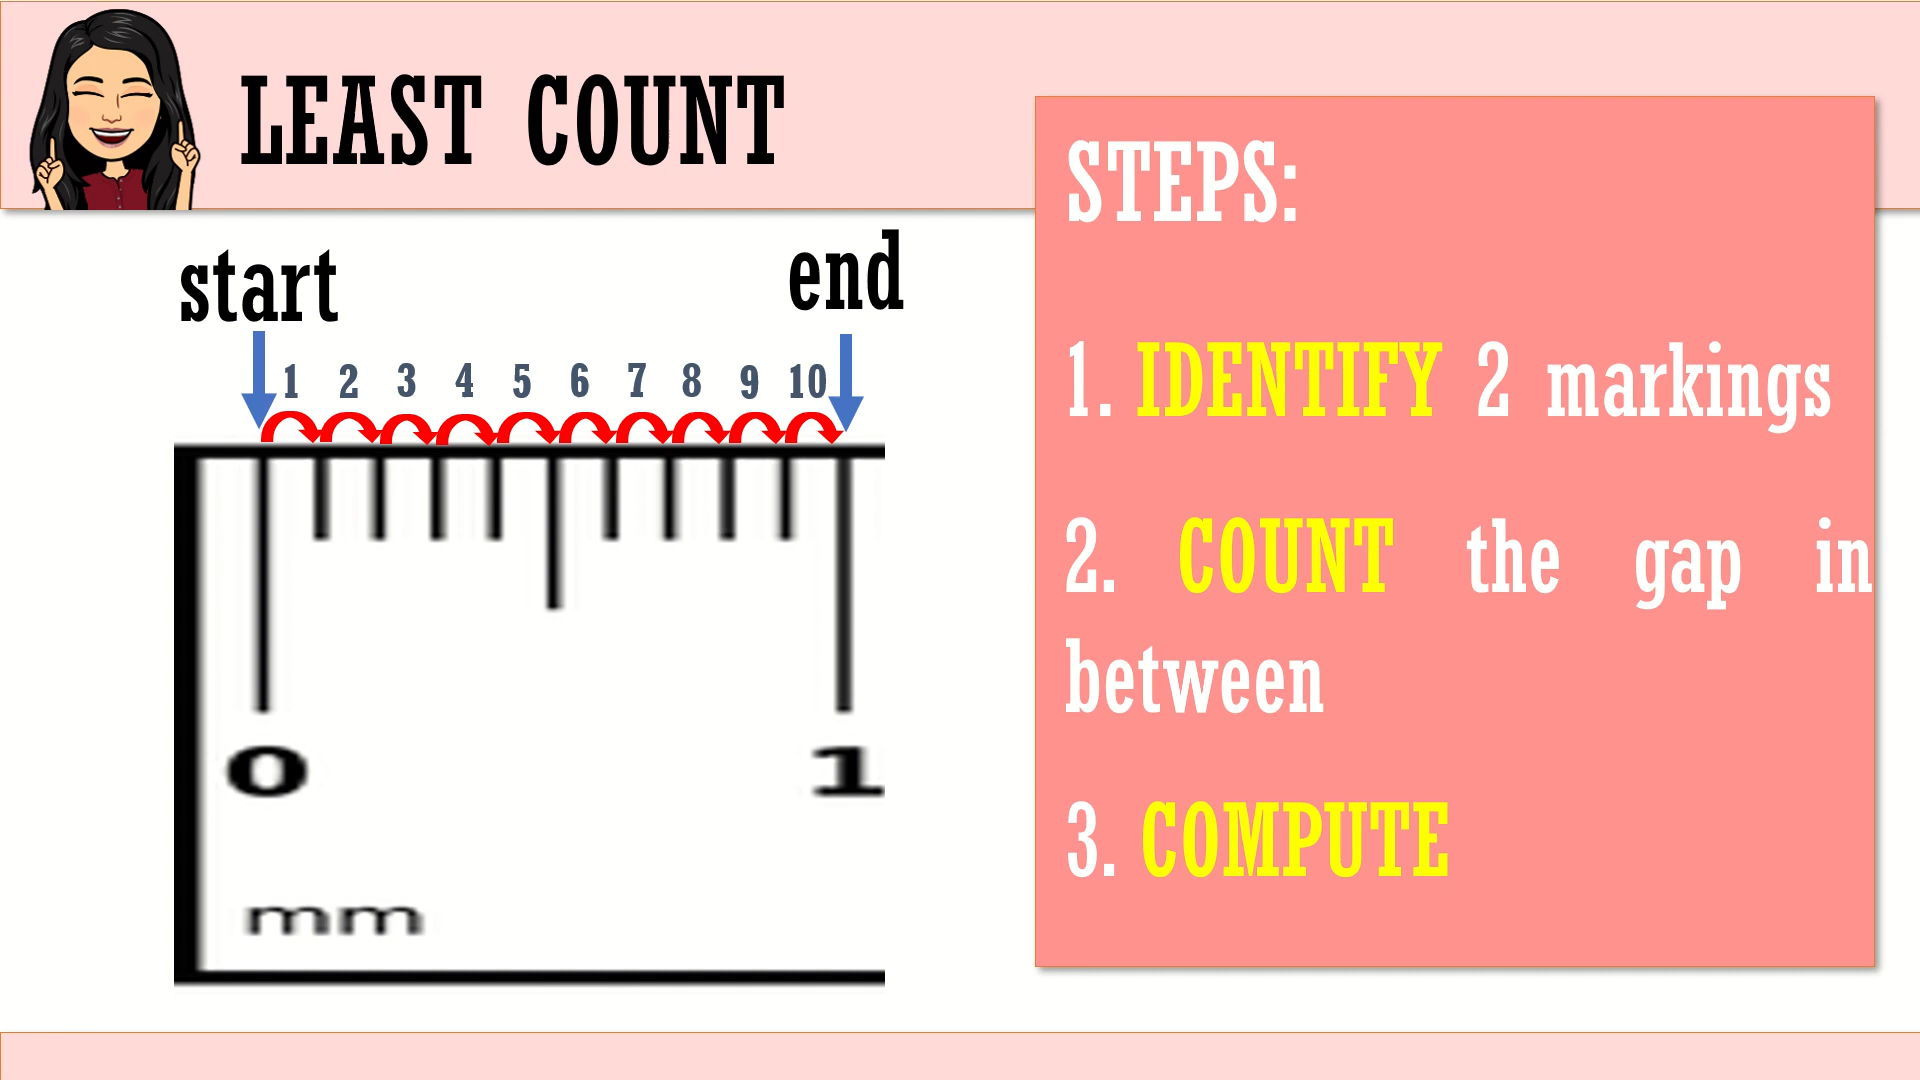 LEAST COUNT
start
end
1 2 3 4 5 6 7 8 9 10
0 1
mm
STEPS:
1. IDENTIFY 2 markings
2. COUNT the gap in
between
3. COMPUTE